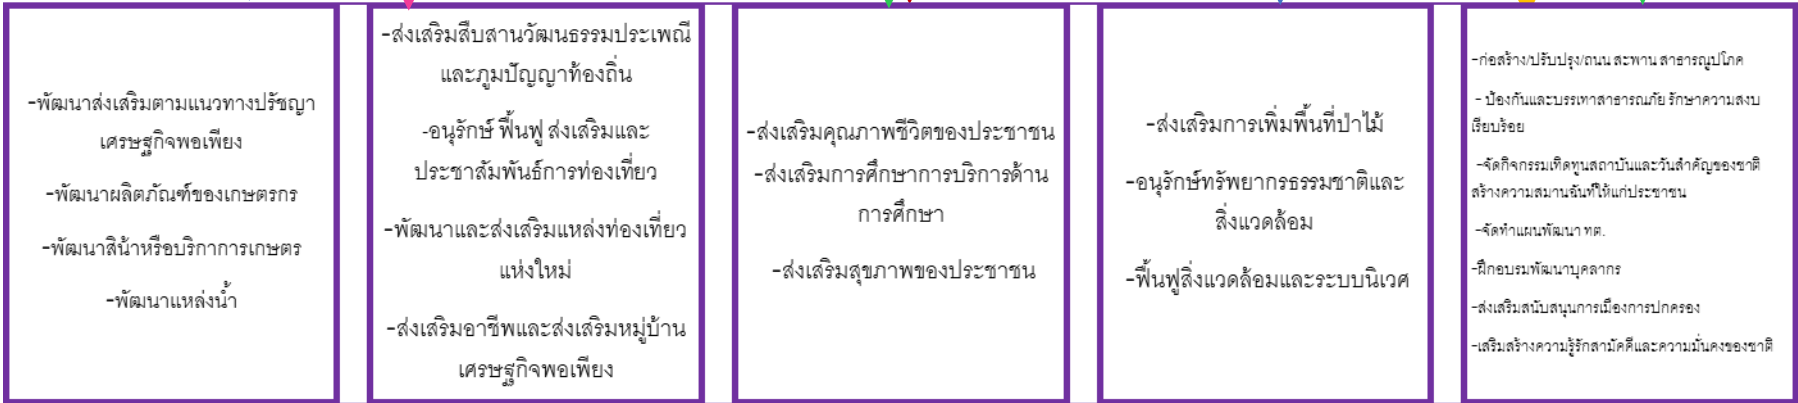 -พัฒนาส่งเสริมตามแนวทางปรัชญา
เศรษฐกิจพอเพียง
-พัฒนาผลิตภัณฑ์ของเกษตรกร
-พัฒนาสิน้าหรือบริกาการเกษตร
-พัฒนาแหล่งน้ำ
-ส่งเสริมสืบสานวัฒนธรรมประเพณี
และภูมปัญญาท้องถิ่น
-อนุรักษ์ ฟื้นฟู ส่งเสริมและ
ประชาสัมพันธ์การท่องเที่ยว
-พัฒนาและส่งเสริมแหล่งท่องเที่ยว
แห่งใหม่
-ส่งเสริมอาชีพและส่งเสริมหมู่บ้าน
เศรษฐกิจพอเพียง
-ส่งเสริมคุณภาพชีวิตของประชาชน
-ส่งเสริมการศึกษาการบริการด้าน
การศึกษา
-ส่งเสริมสุขภาพของประชาชน
-ส่งเสริมการเพิ่มพื้นที่ป่าไม้
-อนุรักษ์ทรัพยากรธรรมชาติและ
สิ่งแวดล้อม
-ฟื้นฟูสิ่งแวดล้อมและระบบนิเวศ
-ก่อสร้าง/ปรับปรุง/ถนน สะพาน สาธารณูปโภค
- ป้องกันและบรรเทาสาธารณภัย รักษาความสงบ
เรียบร้อย
-จัดกิจกรรมเทิดทูนสถาบันและวันสำคัญของชาติ
สร้างความสมานฉันท์ให้แก่ประชาชน
-จัดทำแผนพัฒนา ทต.
-ฝึกอบรมพัฒนาบุคลากร
-ส่งเสริมสนับสนุนการเมืองการปกครอง
-เสริมสร้างความรู้รักสามัคคีและความมั่นคงของชาติ